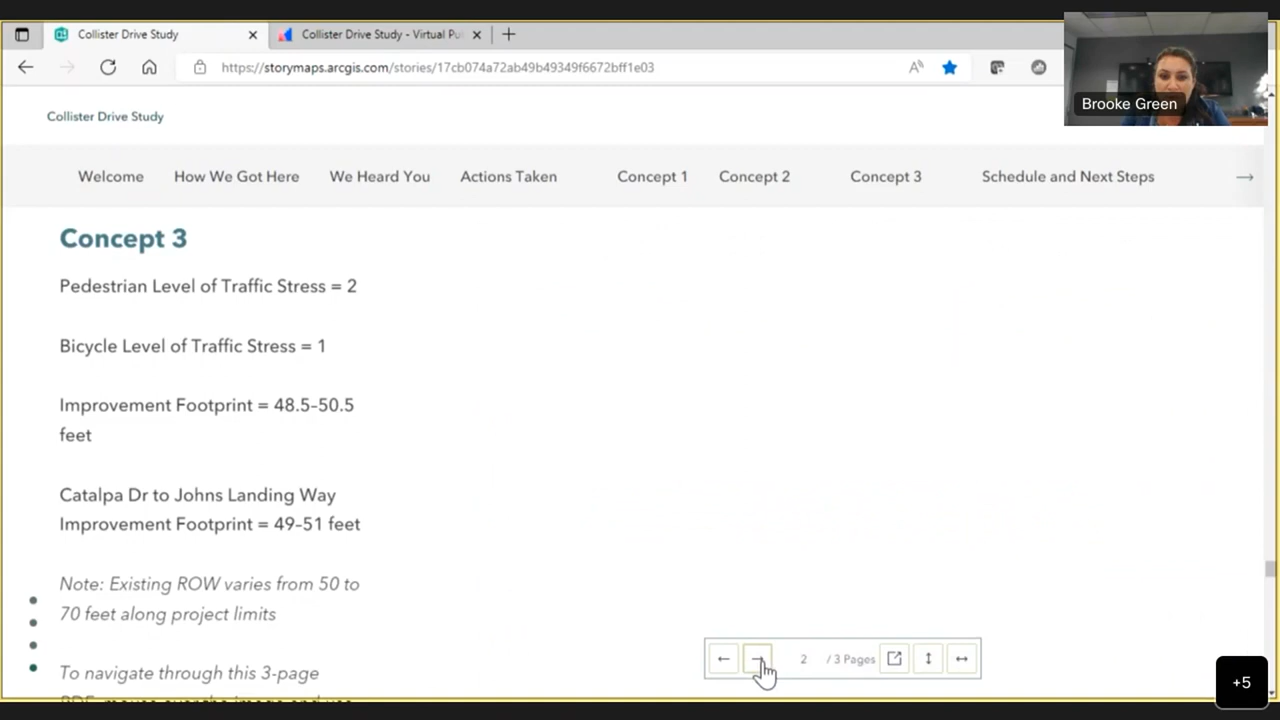 Collister Drive Study
Collister Drive Study - Virtual Pu
https://storymaps.arcgis.com/stories/17cb074a72ab49b49349f6672bff1e03
Brooke Green
Collister Drive Study
Welcome
How We Got Here
We Heard You
Actions Taken
Concept 1
Concept 2
Concept 3
Schedule and Next Steps
Concept 3
Pedestrian Level of Traffic Stress = 2
Bicycle Level of Traffic Stress = 1
Improvement Footprint = 48.5–50.5
feet
Catalpa Dr to Johns Landing Way
Improvement Footprint = 49–51 feet
Note: Existing ROW varies from 50 to
70 feet along project limits
To navigate through this 3-page
2 / 3 Pages
+5